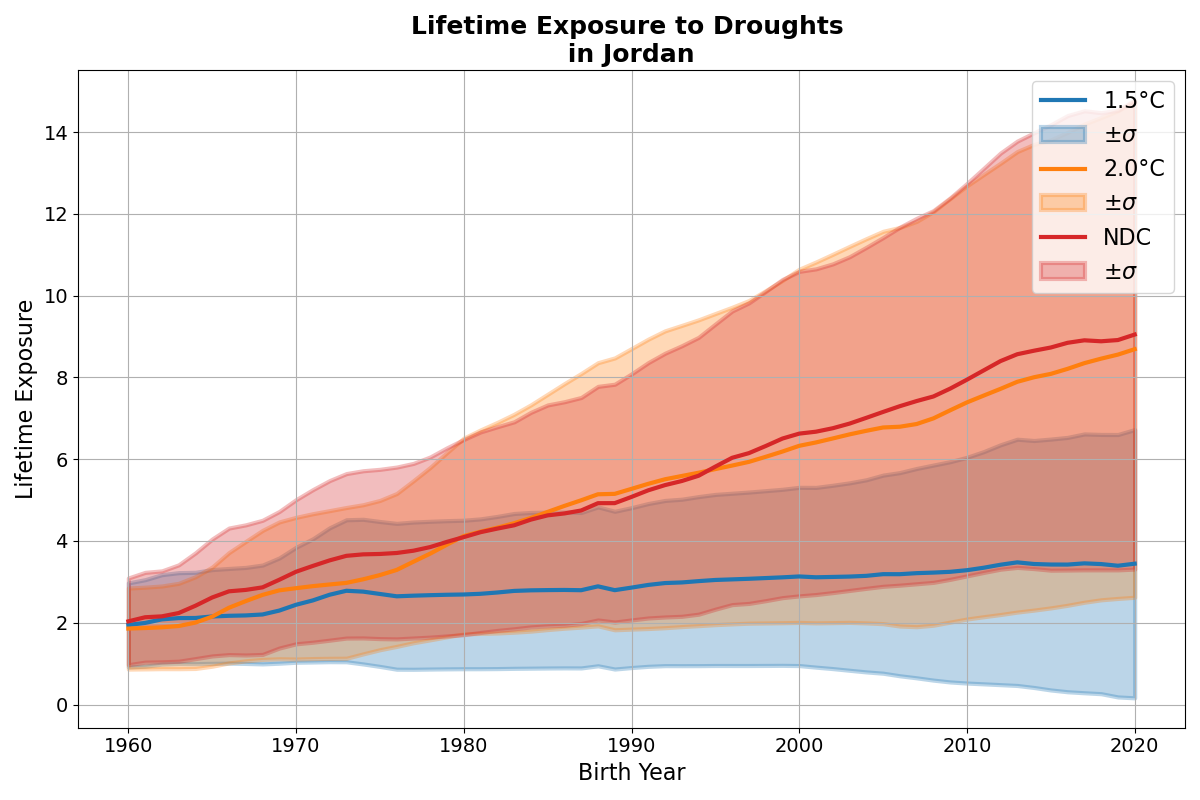 Lifetime Exposure to Droughts
in Jordan
Lifetime Exposure
14
12
10
8
6
4
2
0
1960
1970
1980
1990
2000
2010
2020
Birth Year
1.5°C
±σ
2.0°C
±σ
NDC
±σ